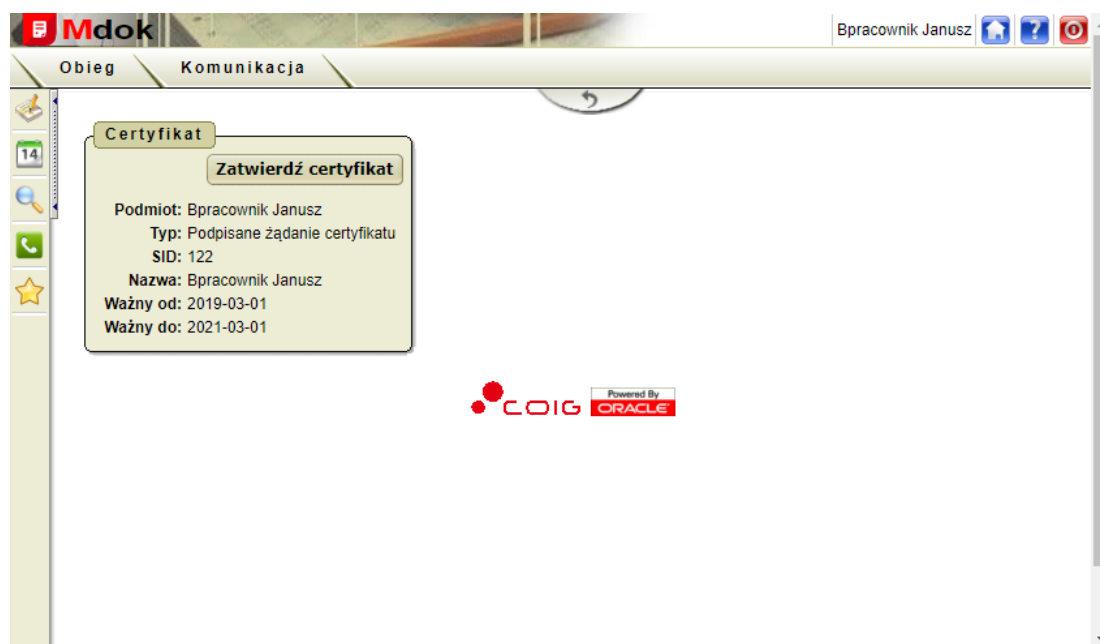 Mdok
Bpracownik Janusz
?
Obieg Komunikacja
14
Certyfikat
Zatwierdź certyfikat
Podmiot: Bpracownik Janusz
Typ: Podpisane żądanie certyfikatu
SID: 122
Nazwa: Bpracownik Janusz
Ważny od: 2019-03-01
Ważny do: 2021-03-01
COIG
Powered By
ORACLE